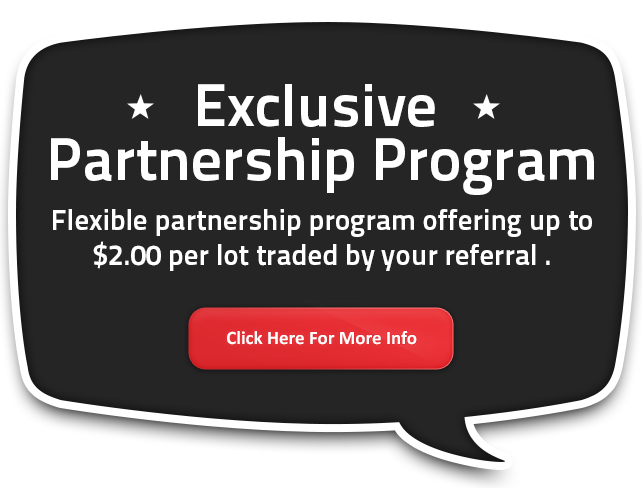 Exclusive
Partnership Program
Flexible partnership program offering up to
$2.00 per lot traded by your referral .
Click Here For More Info